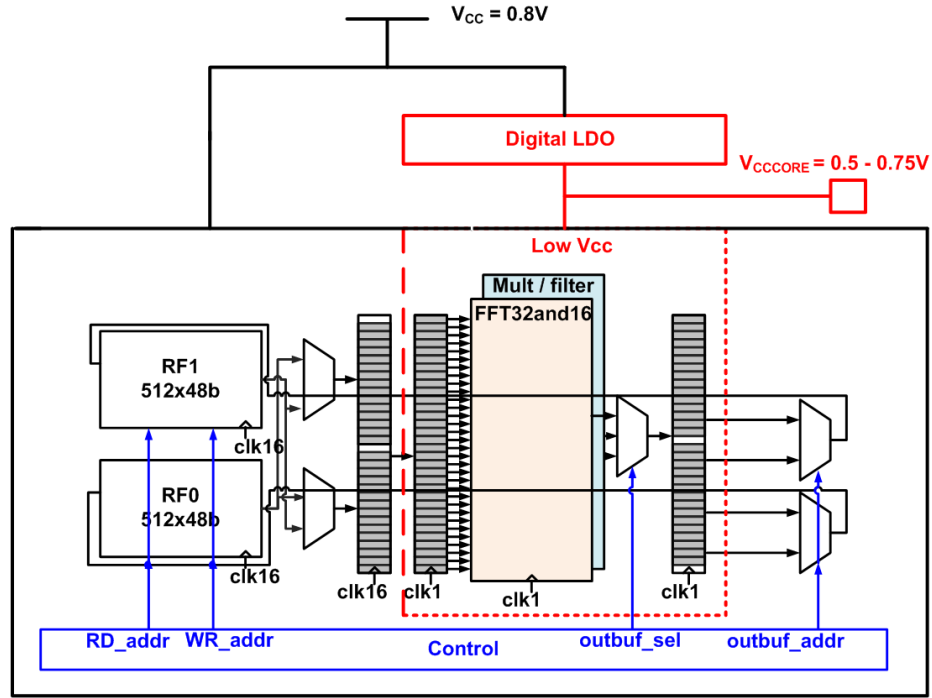 V_CC = 0.8V
Digital LDO
V_CCCORE = 0.5 - 0.75V
Low Vcc
Mult / filter
FFT32and16
RF1
512x48b
clk16
RF0
512x48b
clk16
clk16
clk1
clk1
clk1
RD_addr
WR_addr
Control
outbuf_sel
outbuf_addr